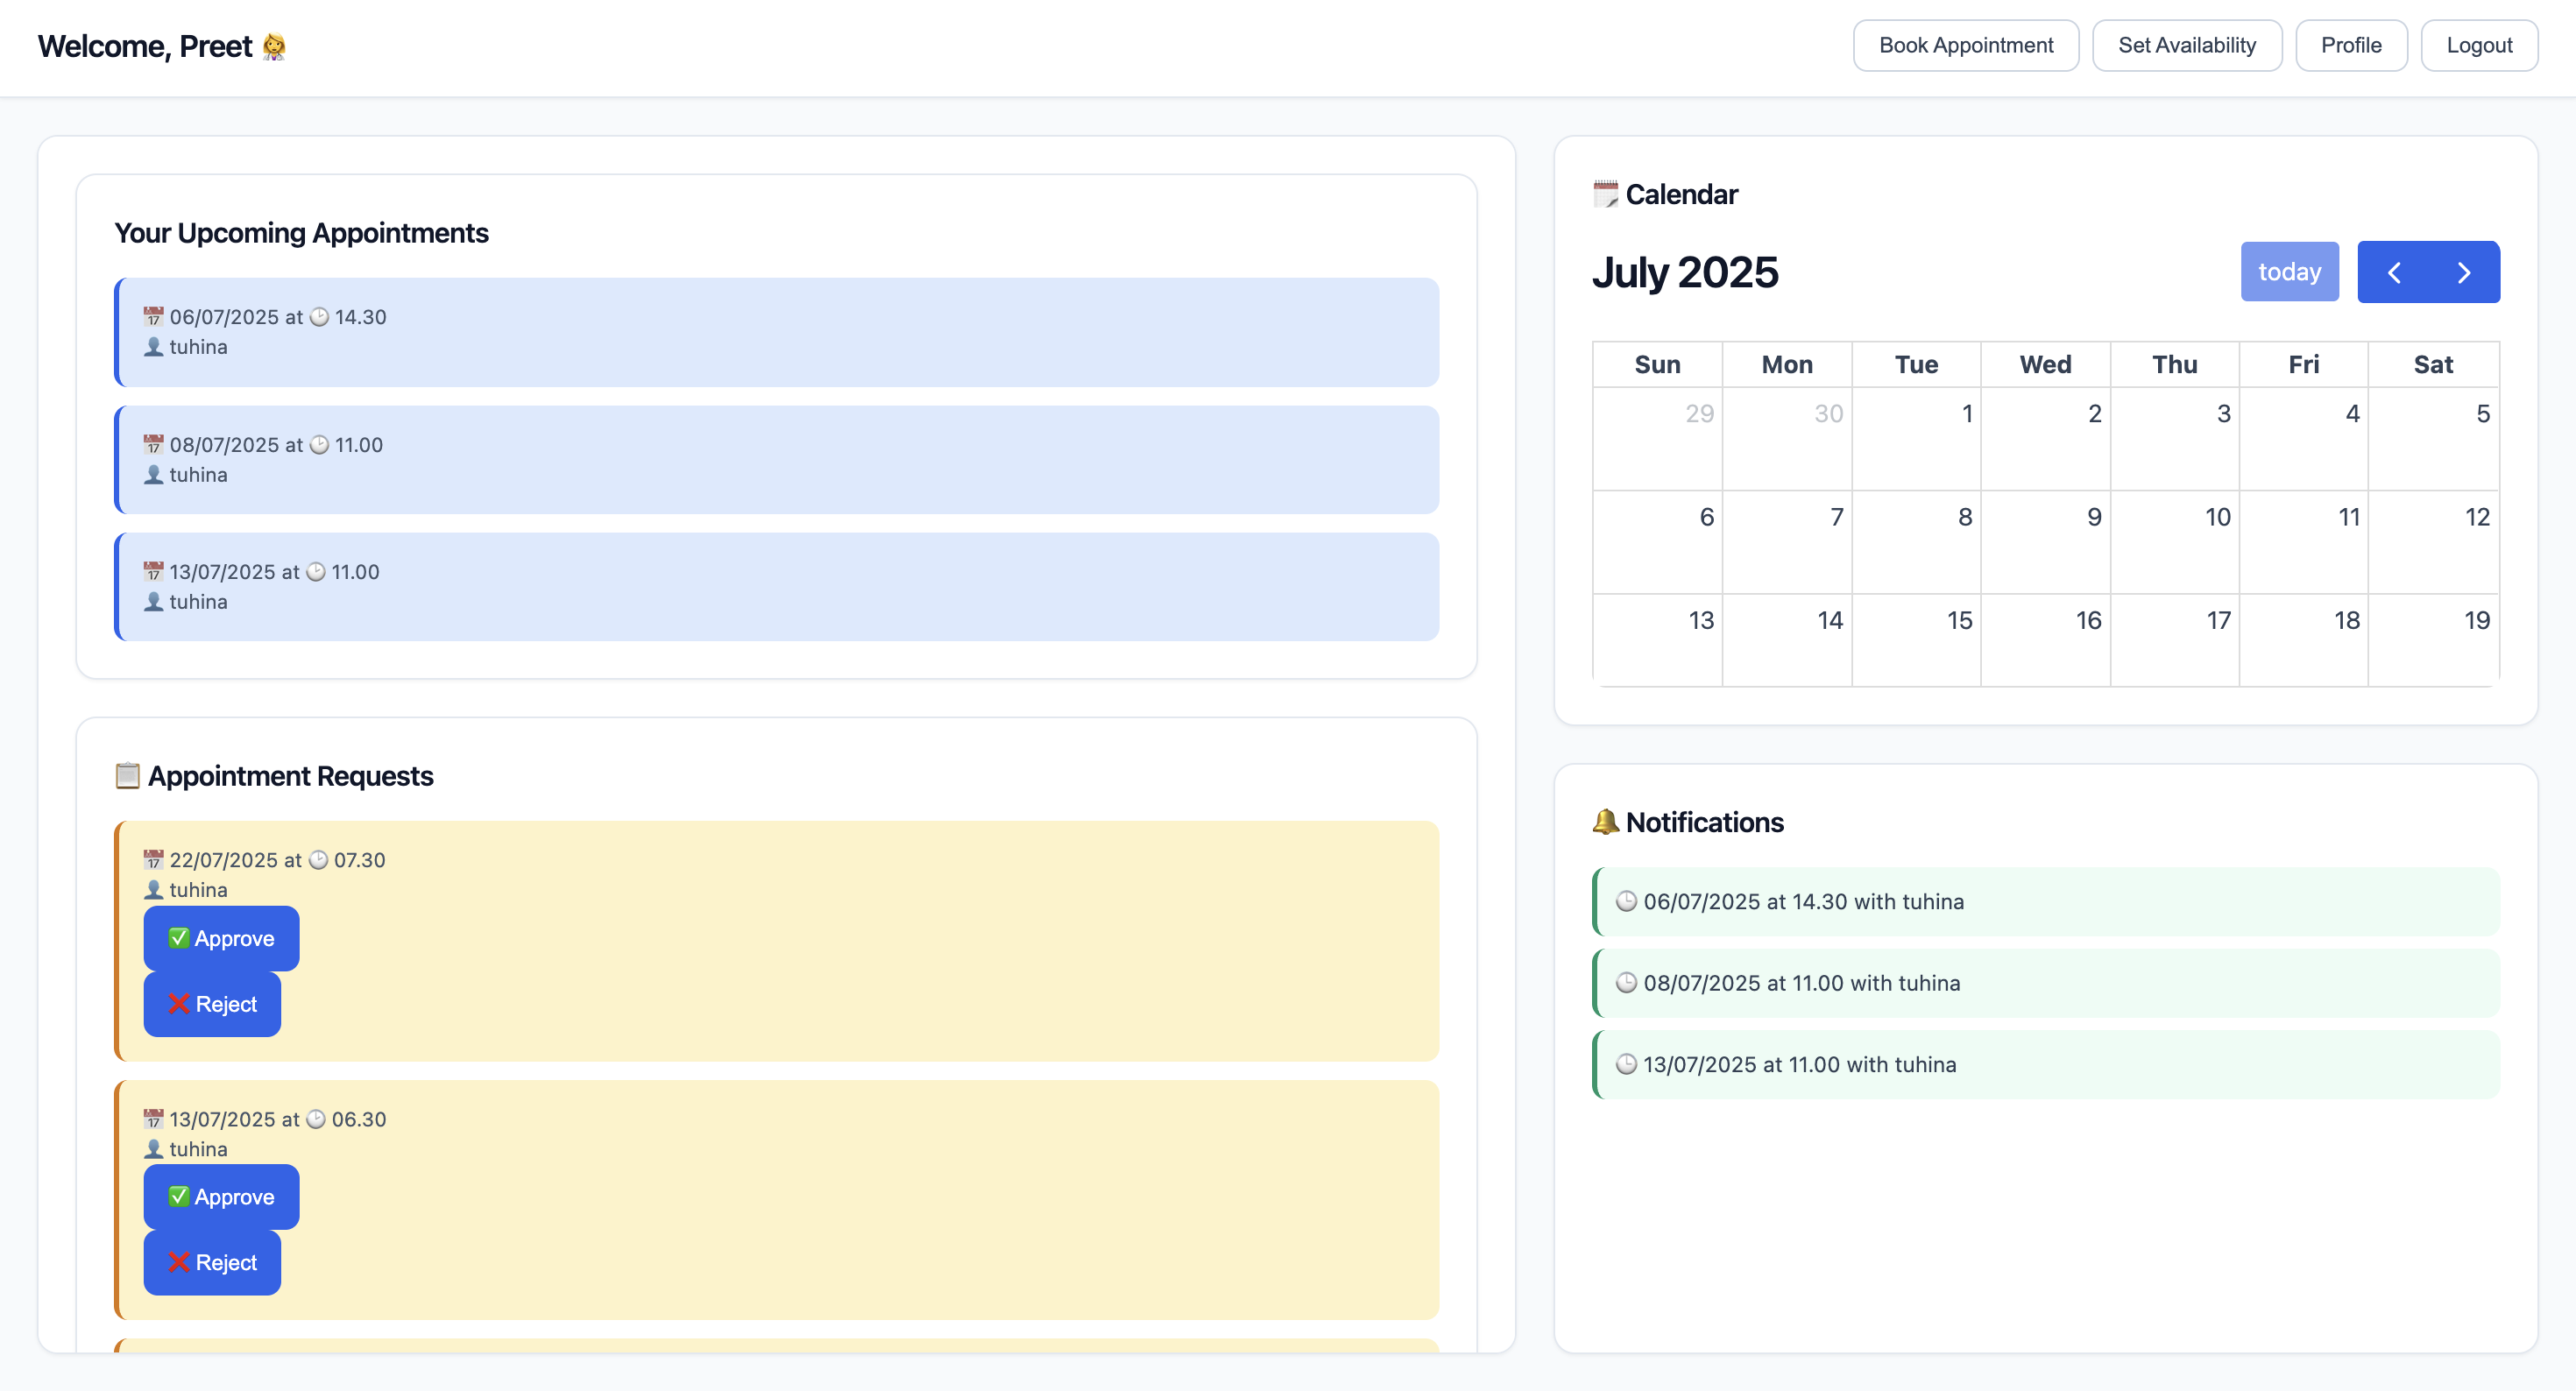 Welcome, Preet 👩‍⚕️
Book Appointment
Set Availability
Profile
Logout
Your Upcoming Appointments
📅 06/07/2025 at 🕒 14.30
👤 tuhina
📅 08/07/2025 at 🕒 11.00
👤 tuhina
📅 13/07/2025 at 🕒 11.00
👤 tuhina
📋 Appointment Requests
📅 22/07/2025 at 🕒 07.30
👤 tuhina
✅ Approve
❌ Reject
📅 13/07/2025 at 🕒 06.30
👤 tuhina
✅ Approve
❌ Reject
🗓️ Calendar
July 2025
today
Sun Mon Tue Wed Thu Fri Sat
29 30 1 2 3 4 5
6 7 8 9 10 11 12
13 14 15 16 17 18 19
🔔 Notifications
🕒 06/07/2025 at 14.30 with tuhina
🕒 08/07/2025 at 11.00 with tuhina
🕒 13/07/2025 at 11.00 with tuhina